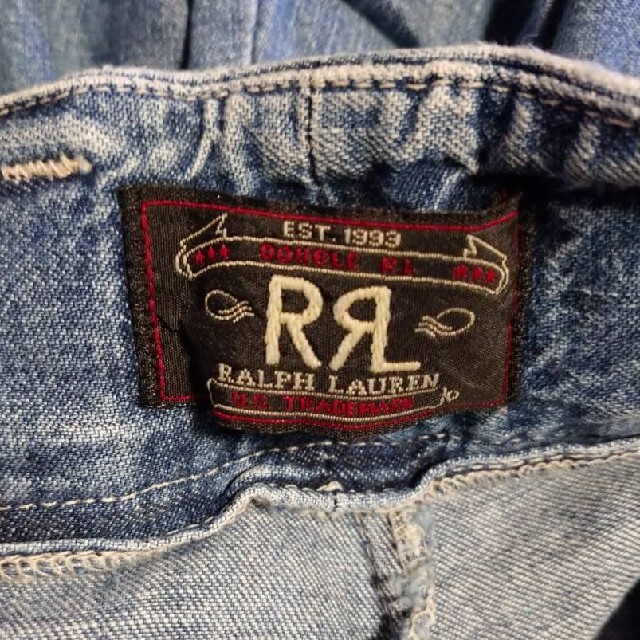 EST. 1993
DOUBLE RL
RRL
RALPH LAUREN
U.S. TRADEMARK